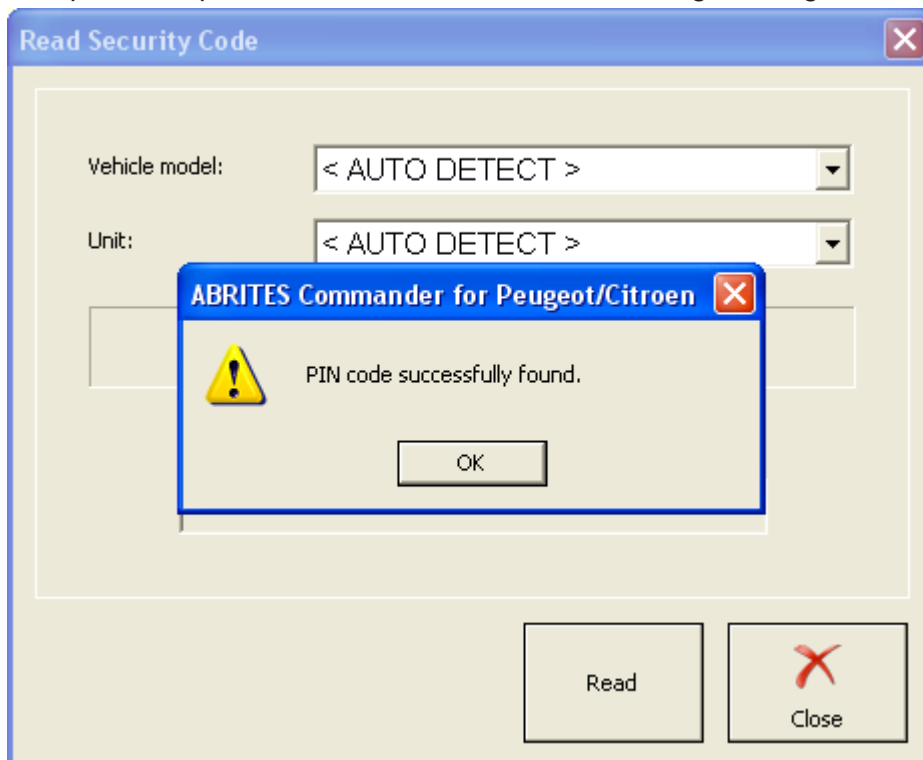 Read Security Code
Vehicle model:
< AUTO DETECT >
Unit:
< AUTO DETECT >
ABRITES Commander for Peugeot/Citroen
PIN code successfully found.
OK
Read
Close